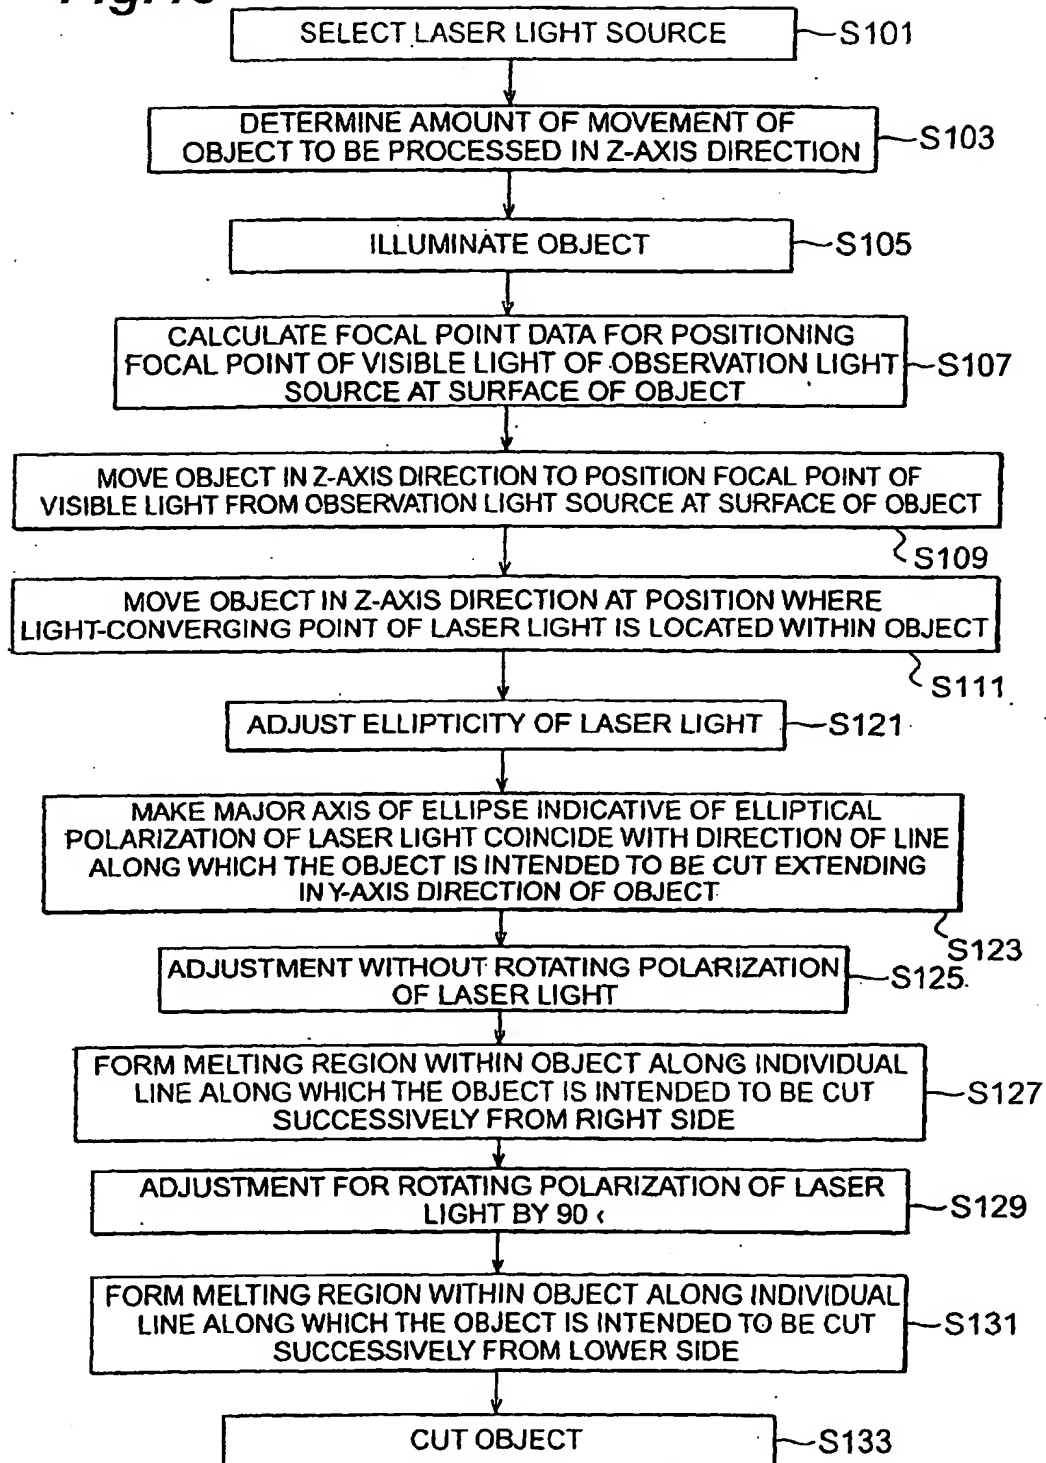 SELECT LASER LIGHT SOURCE
S101
DETERMINE AMOUNT OF MOVEMENT OF
OBJECT TO BE PROCESSED IN Z-AXIS DIRECTION
S103
ILLUMINATE OBJECT
S105
CALCULATE FOCAL POINT DATA FOR POSITIONING
FOCAL POINT OF VISIBLE LIGHT OF OBSERVATION LIGHT
SOURCE AT SURFACE OF OBJECT
S107
MOVE OBJECT IN Z-AXIS DIRECTION TO POSITION FOCAL POINT OF
VISIBLE LIGHT FROM OBSERVATION LIGHT SOURCE AT SURFACE OF OBJECT
S109
MOVE OBJECT IN Z-AXIS DIRECTION AT POSITION WHERE
LIGHT-CONVERGING POINT OF LASER LIGHT IS LOCATED WITHIN OBJECT
S111
ADJUST ELLIPTICITY OF LASER LIGHT
S121
MAKE MAJOR AXIS OF ELLIPSE INDICATIVE OF ELLIPTICAL
POLARIZATION OF LASER LIGHT COINCIDE WITH DIRECTION OF LINE
ALONG WHICH THE OBJECT IS INTENDED TO BE CUT EXTENDING
IN Y-AXIS DIRECTION OF OBJECT
S123
ADJUSTMENT WITHOUT ROTATING POLARIZATION
OF LASER LIGHT
S125
FORM MELTING REGION WITHIN OBJECT ALONG INDIVIDUAL
LINE ALONG WHICH THE OBJECT IS INTENDED TO BE CUT
SUCCESSIVELY FROM RIGHT SIDE
S127
ADJUSTMENT FOR ROTATING POLARIZATION OF LASER
LIGHT BY 90 ‹
S129
FORM MELTING REGION WITHIN OBJECT ALONG INDIVIDUAL
LINE ALONG WHICH THE OBJECT IS INTENDED TO BE CUT
SUCCESSIVELY FROM LOWER SIDE
S131
CUT OBJECT
S133